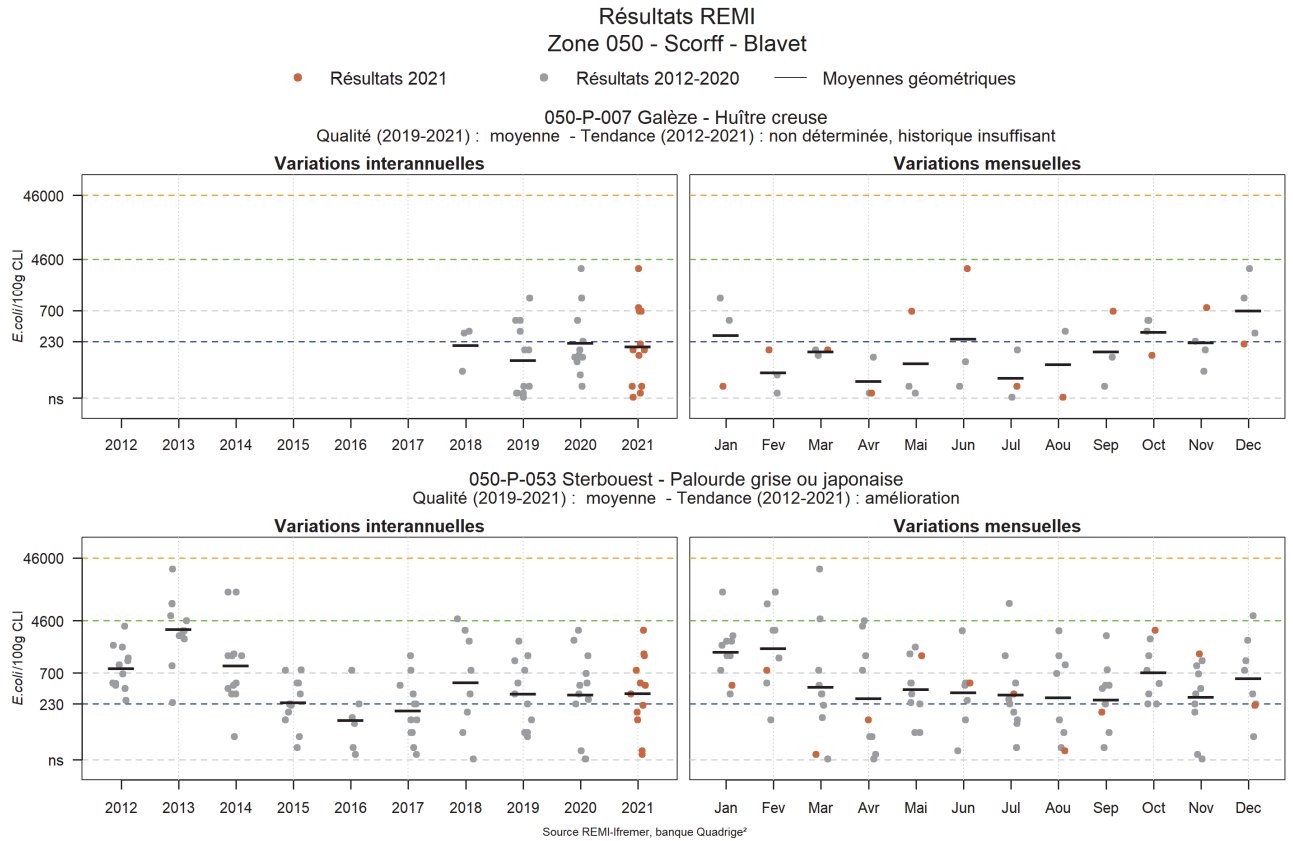 Résultats REMI
Zone 050 - Scorff - Blavet
Résultats 2021 Résultats 2012-2020 Moyennes géométriques
050-P-007 Galèze - Huître creuse
Qualité (2019-2021) : moyenne - Tendance (2012-2021) : non déterminée, historique insuffisant
Variations interannuelles
E.coli/100g CLI
46000
4600
700
230
ns
2012 2013 2014 2015 2016 2017 2018 2019 2020 2021
Variations mensuelles
Jan Fev Mar Avr Mai Jun Jul Aou Sep Oct Nov Dec
050-P-053 Sterbouest - Palourde grise ou japonaise
Qualité (2019-2021) : moyenne - Tendance (2012-2021) : amélioration
Variations interannuelles
E.coli/100g CLI
46000
4600
700
230
ns
2012 2013 2014 2015 2016 2017 2018 2019 2020 2021
Variations mensuelles
Jan Fev Mar Avr Mai Jun Jul Aou Sep Oct Nov Dec
Source REMI-Ifremer, banque Quadrige²